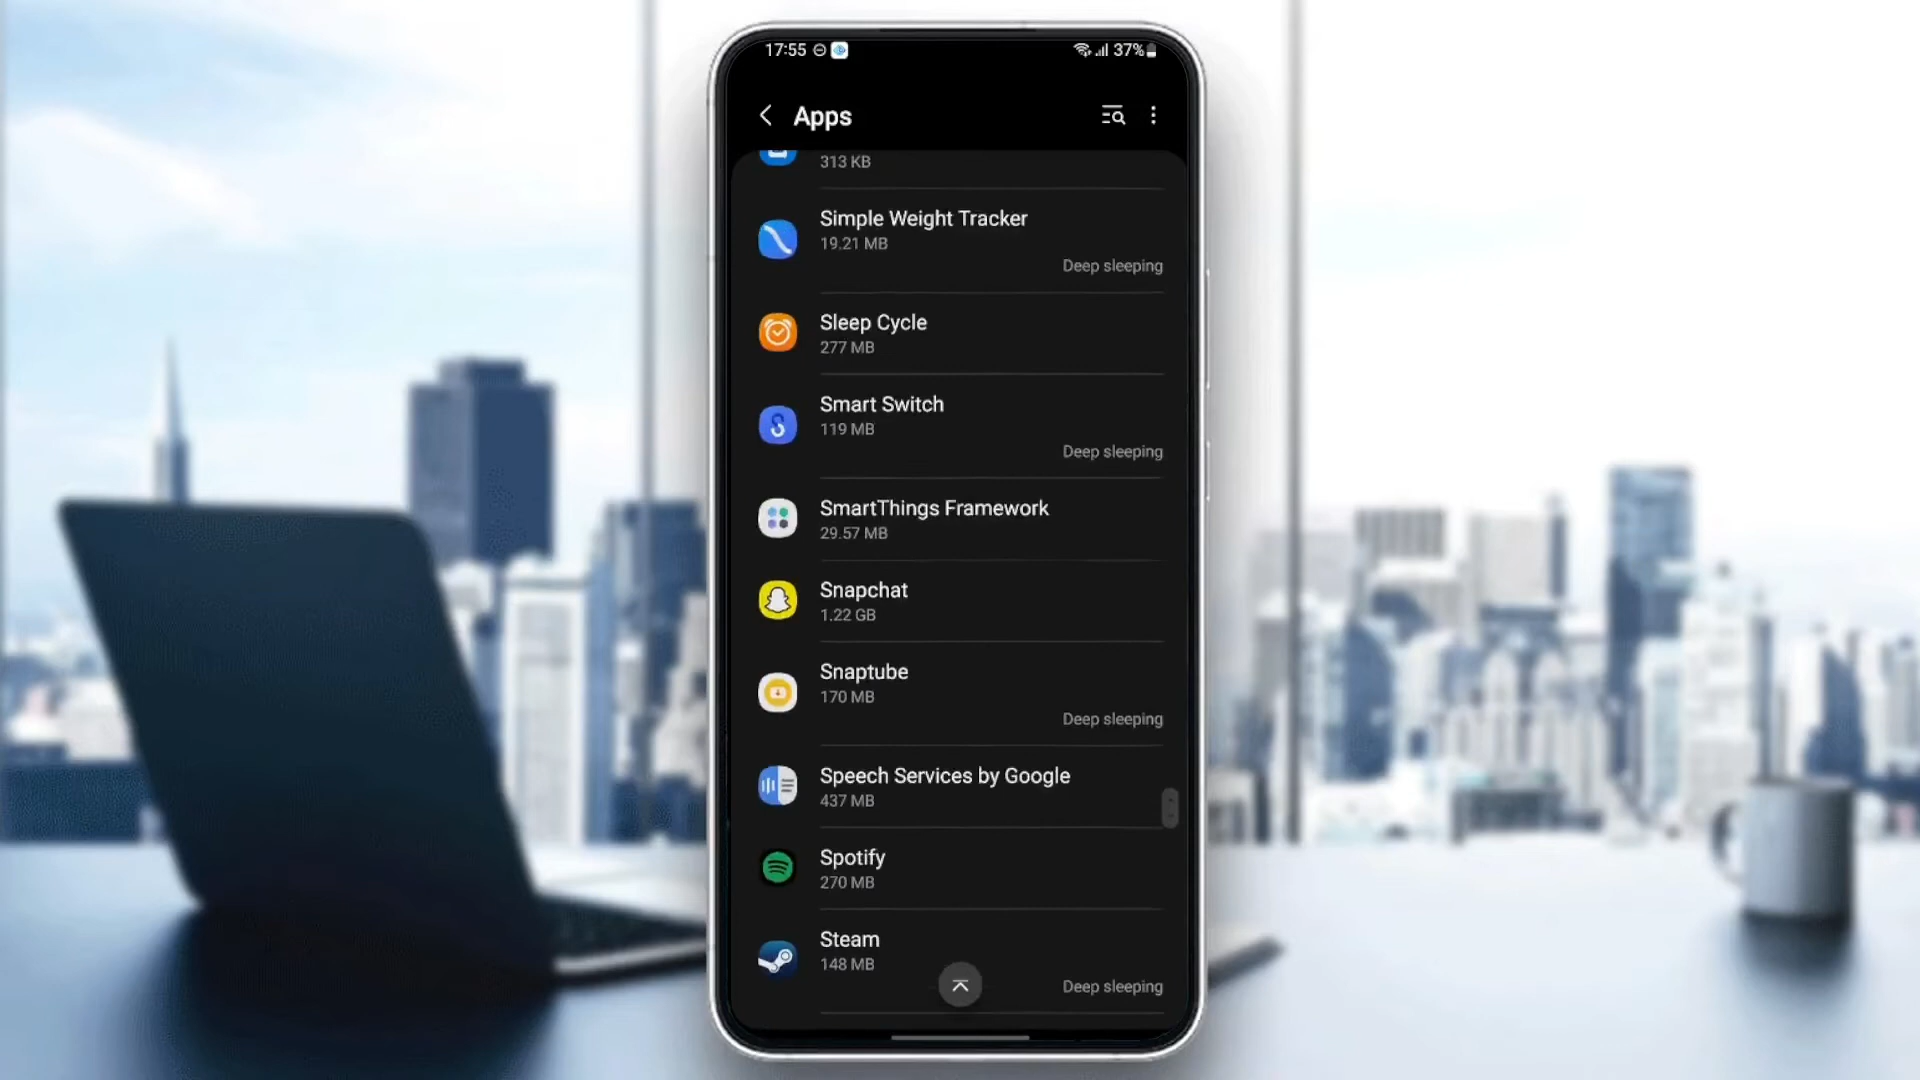 17:55
37%
Apps
313 KB
Simple Weight Tracker
19.21 MB
Deep sleeping
Sleep Cycle
277 MB
Smart Switch
119 MB
Deep sleeping
SmartThings Framework
29.57 MB
Snapchat
1.22 GB
Snaptube
170 MB
Deep sleeping
Speech Services by Google
437 MB
Spotify
270 MB
Steam
148 MB
Deep sleeping